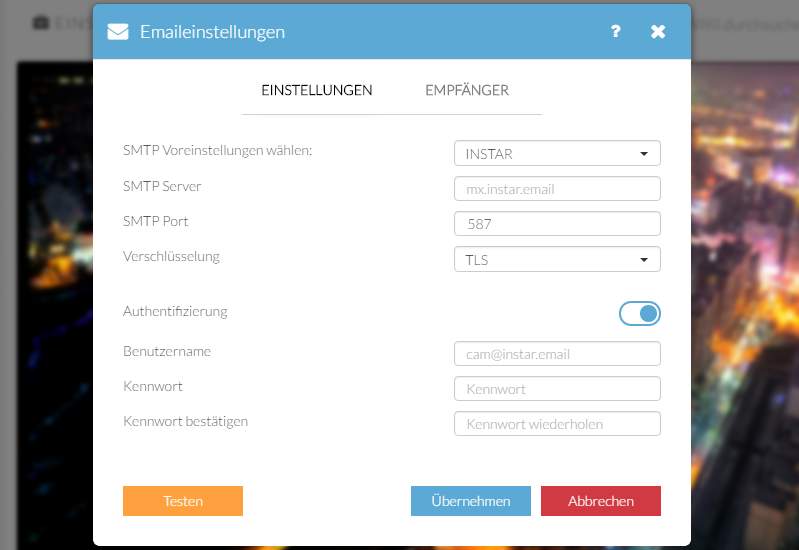 Emaileinstellungen ?
EINSTELLUNGEN EMPFÄNGER
SMTP Voreinstellungen wählen: INSTAR
SMTP Server mx.instar.email
SMTP Port 587
Verschlüsselung TLS
Authentifizierung
Benutzername cam@instar.email
Kennwort Kennwort
Kennwort bestätigen Kennwort wiederholen
Testen Übernehmen Abbrechen